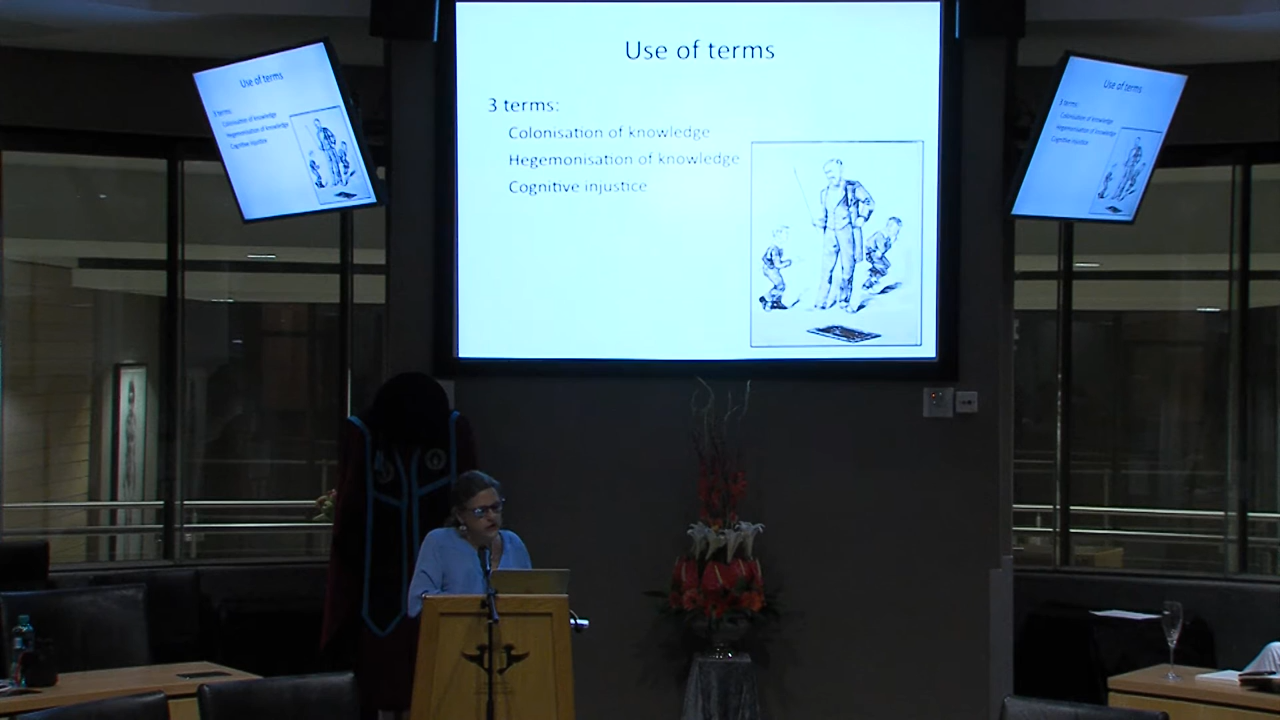 Use of terms
3 terms:
Colonisation of knowledge
Hegemonisation of knowledge
Cognitive injustice
Use of terms
3 terms:
Colonisation of knowledge
Hegemonisation of knowledge
Cognitive injustice
Use of terms
3 terms:
Colonisation of knowledge
Hegemonisation of knowledge
Cognitive injustice